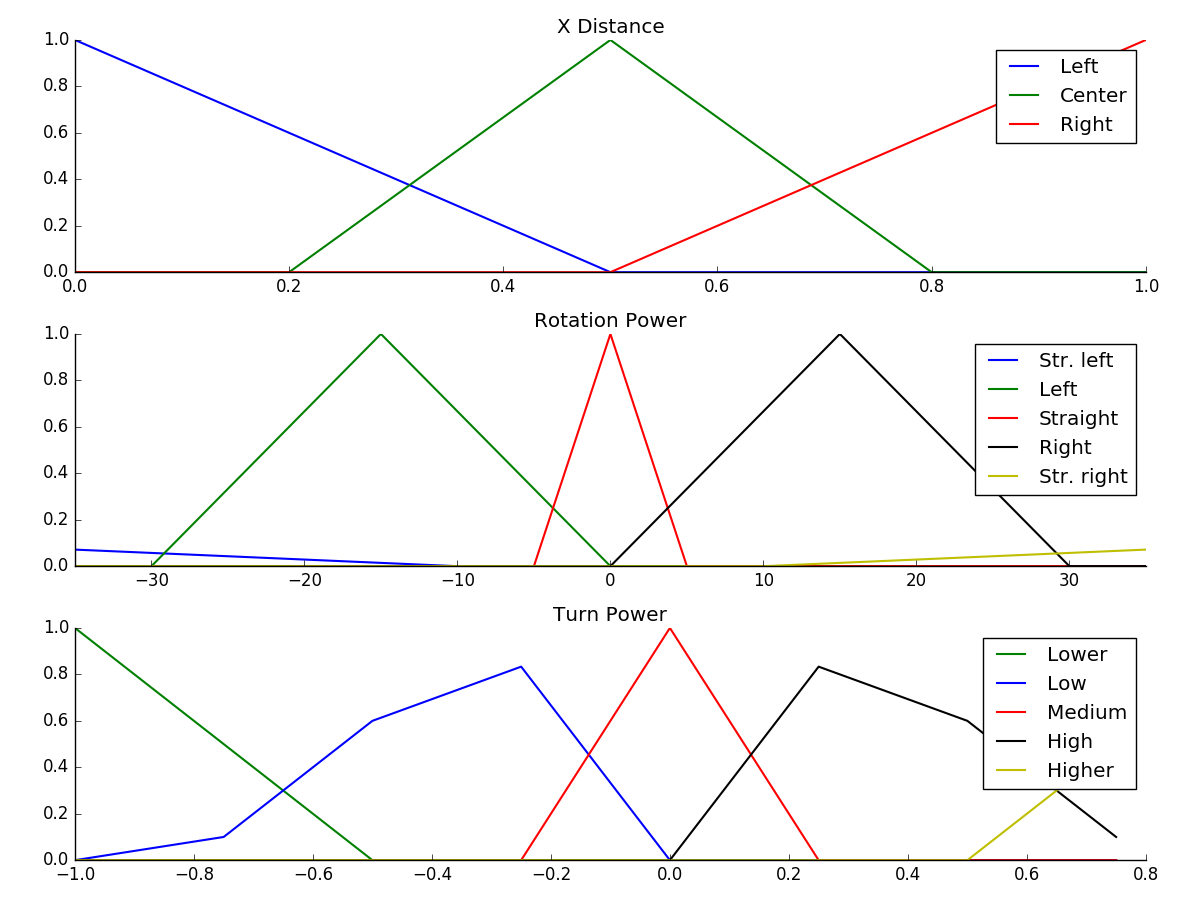 X Distance
1.0
0.8
0.6
0.4
0.2
0.0
0.0 0.2 0.4 0.6 0.8 1.0
Left
Center
Right
Rotation Power
1.0
0.8
0.6
0.4
0.2
0.0
−30 −20 −10 0 10 20 30
Str. left
Left
Straight
Right
Str. right
Turn Power
1.0
0.8
0.6
0.4
0.2
0.0
−1.0 −0.8 −0.6 −0.4 −0.2 0.0 0.2 0.4 0.6 0.8
Lower
Low
Medium
High
Higher